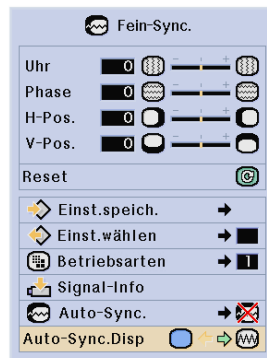 Fein-Sync.
Uhr 0
Phase 0
H-Pos. 0
V-Pos. 0
Reset
Einst.speich.
Einst.wählen
Betriebsarten 1
Signal-Info
Auto-Sync.
Auto-Sync.Disp